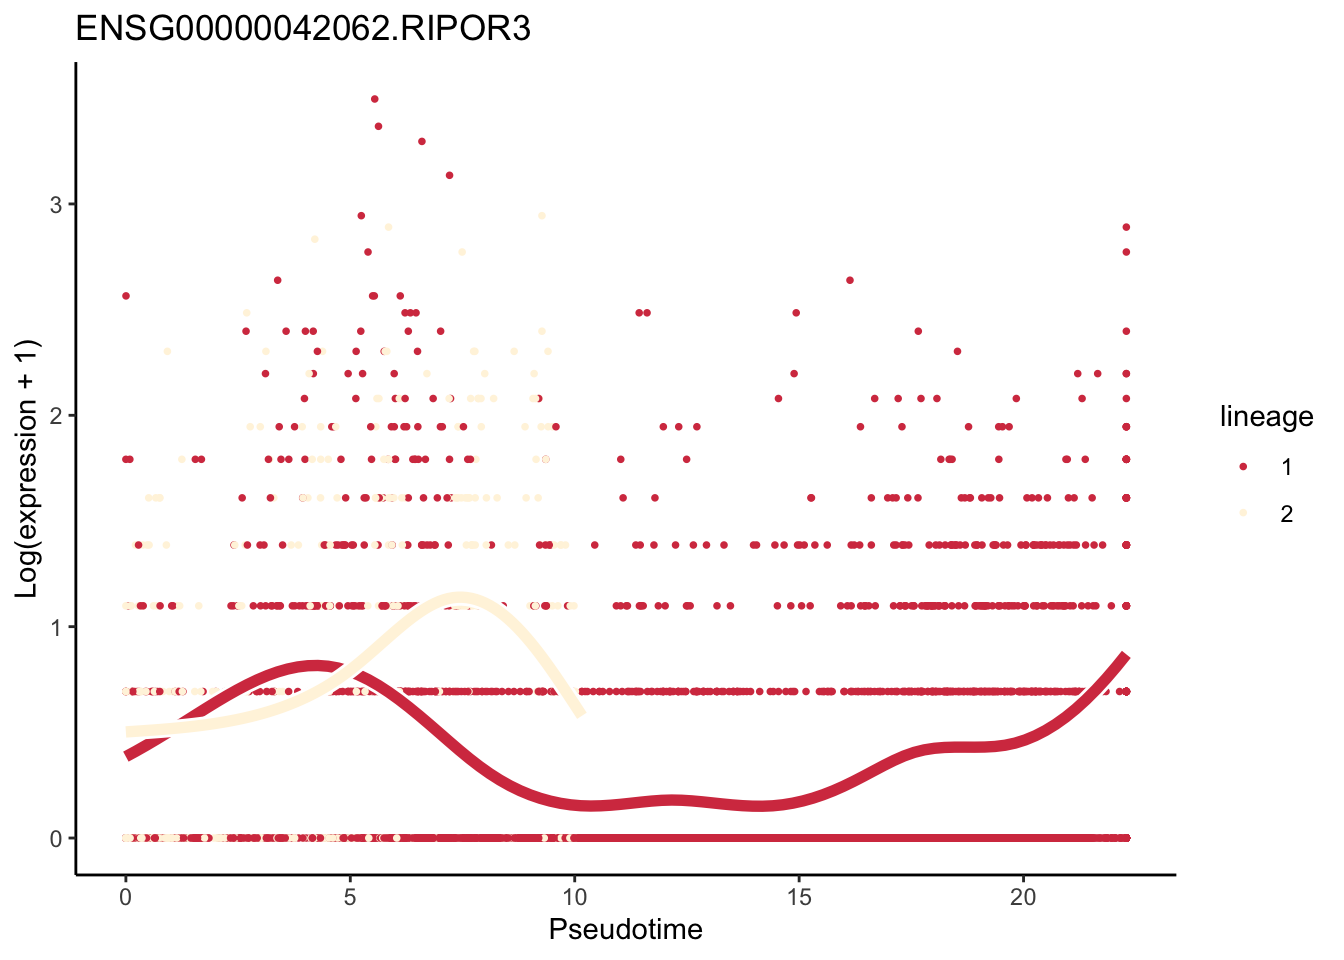 ENSG00000042062.RIPOR3
Log(expression + 1)
3
2
1
0
0 5 10 15 20
Pseudotime
lineage
1
2